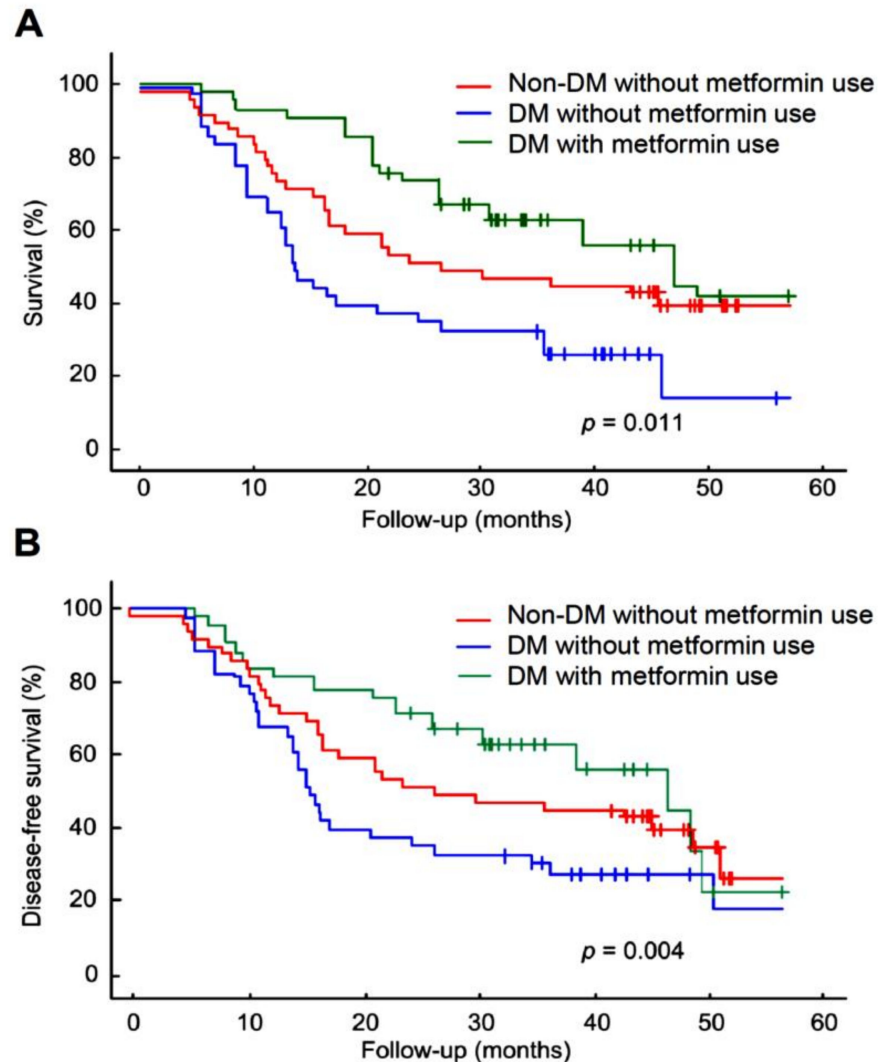 A
100
80
60
40
20
0
Survival (%)
Non-DM without metformin use
DM without metformin use
DM with metformin use
p = 0.011
0 10 20 30 40 50 60
Follow-up (months)
B
100
80
60
40
20
0
Disease-free survival (%)
Non-DM without metformin use
DM without metformin use
DM with metformin use
p = 0.004
0 10 20 30 40 50 60
Follow-up (months)